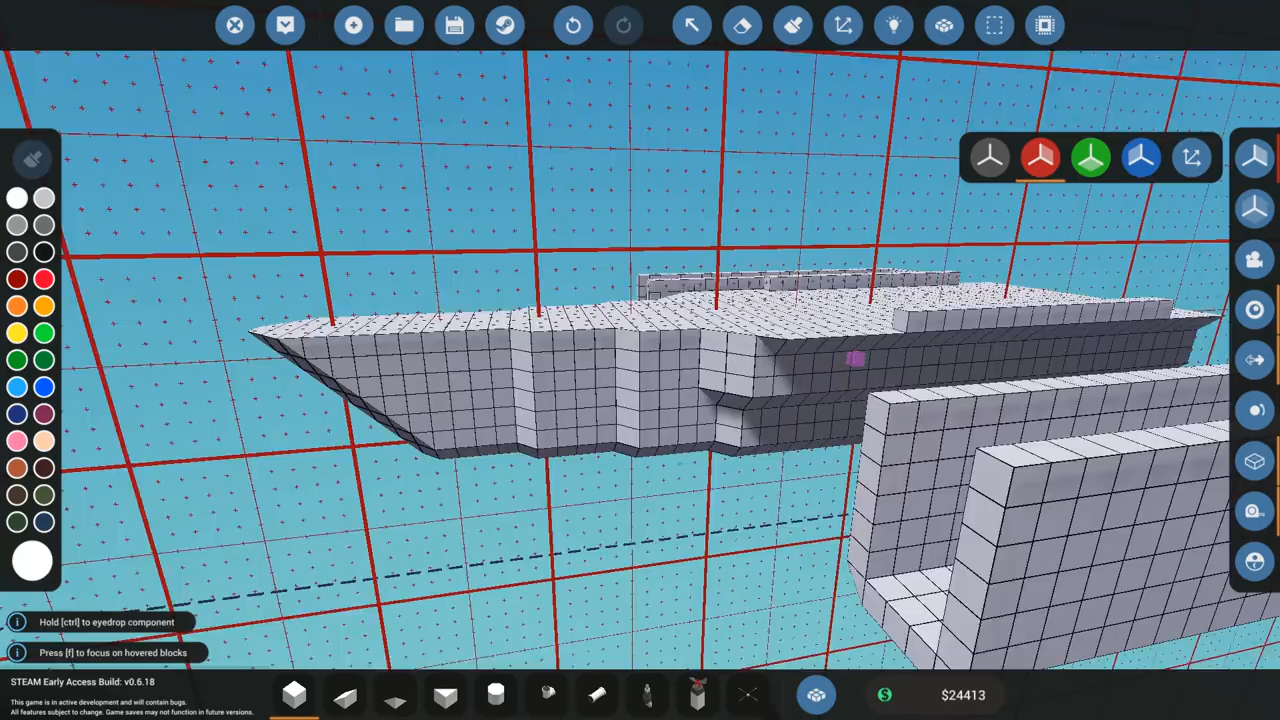 Hold [ctrl] to eyedrop component
Press [f] to focus on hovered blocks
STEAM Early Access Build: v0.6.18
This game is in active development and will contain bugs.
All features subject to change. Game saves may not function in future versions.
$ $24413